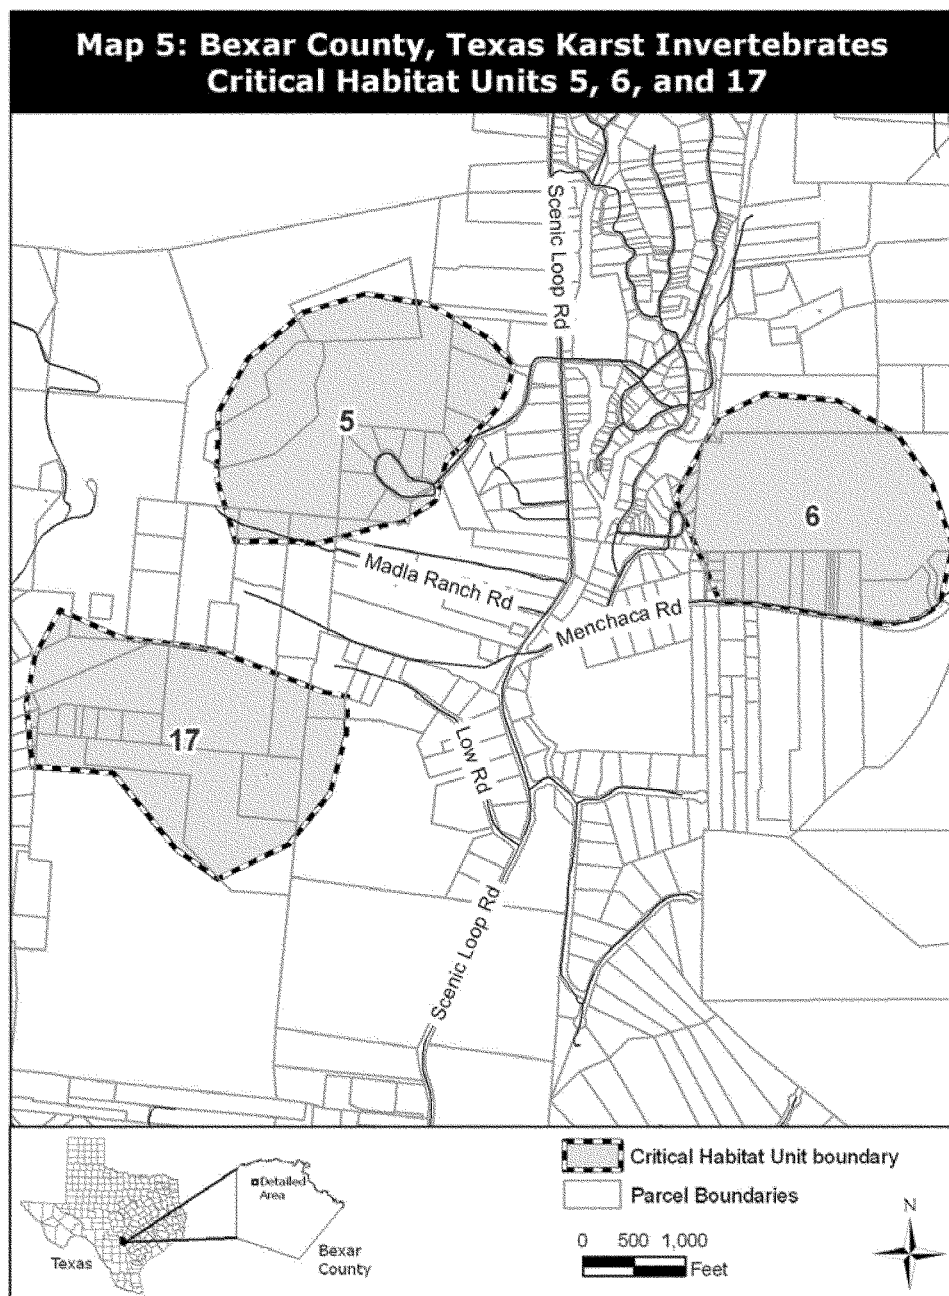 Map 5: Bexar County, Texas Karst Invertebrates
Critical Habitat Units 5, 6, and 17
Scenic Loop Rd
5
6
Madla Ranch Rd
Menchaca Rd
17
Low Rd
Scenic Loop Rd
Texas
Detailed
Area
Bexar
County
Critical Habitat Unit boundary
Parcel Boundaries
0 500 1,000
Feet
N